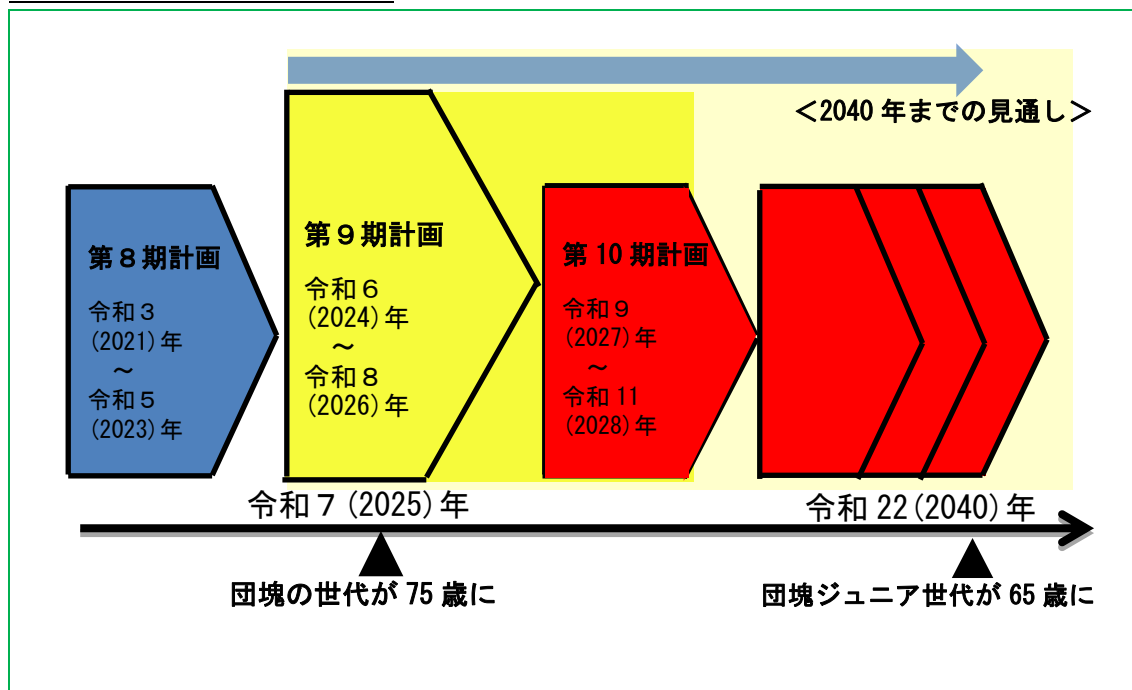 ＜2040 年までの見通し＞
第８期計画
令和３
(2021)年
～
令和５
(2023)年
第９期計画
令和６
(2024)年
～
令和８
(2026)年
第 10 期計画
令和９
(2027)年
～
令和 11
(2028)年
令和７(2025)年
令和 22(2040)年
団塊の世代が 75 歳に
団塊ジュニア世代が 65 歳に